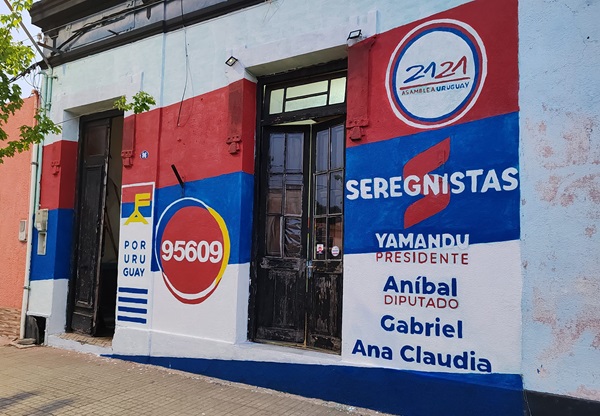 POR
URU
GUAY
95609
2121
ASAMBLEA URUGUAY
SEREGNISTAS
YAMANDU
PRESIDENTE
Aníbal
DIPUTADO
Gabriel
Ana Claudia